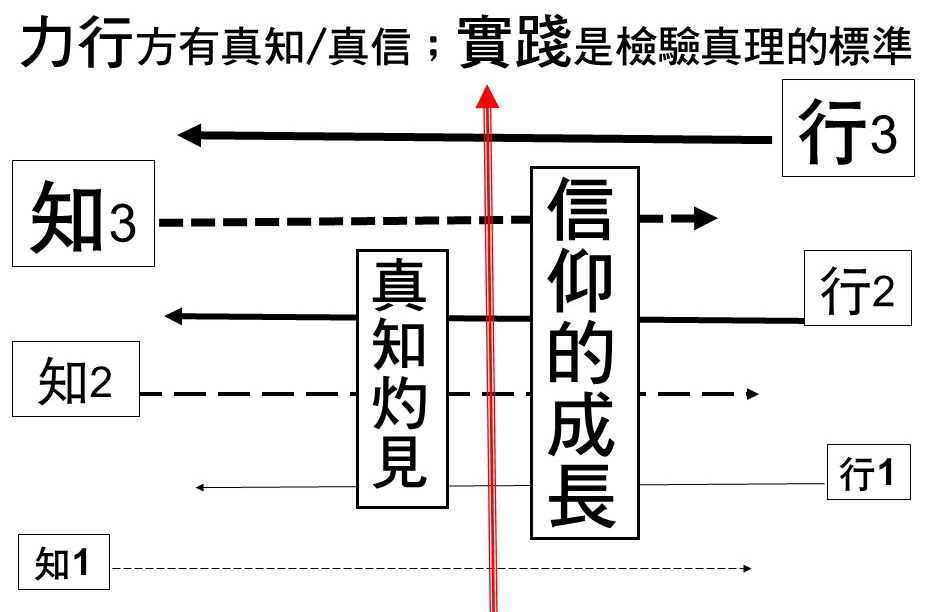 力行方有真知/真信；實踐是檢驗真理的標準
行3
知3
信仰的成長
真知灼見
行2
知2
行1
知1